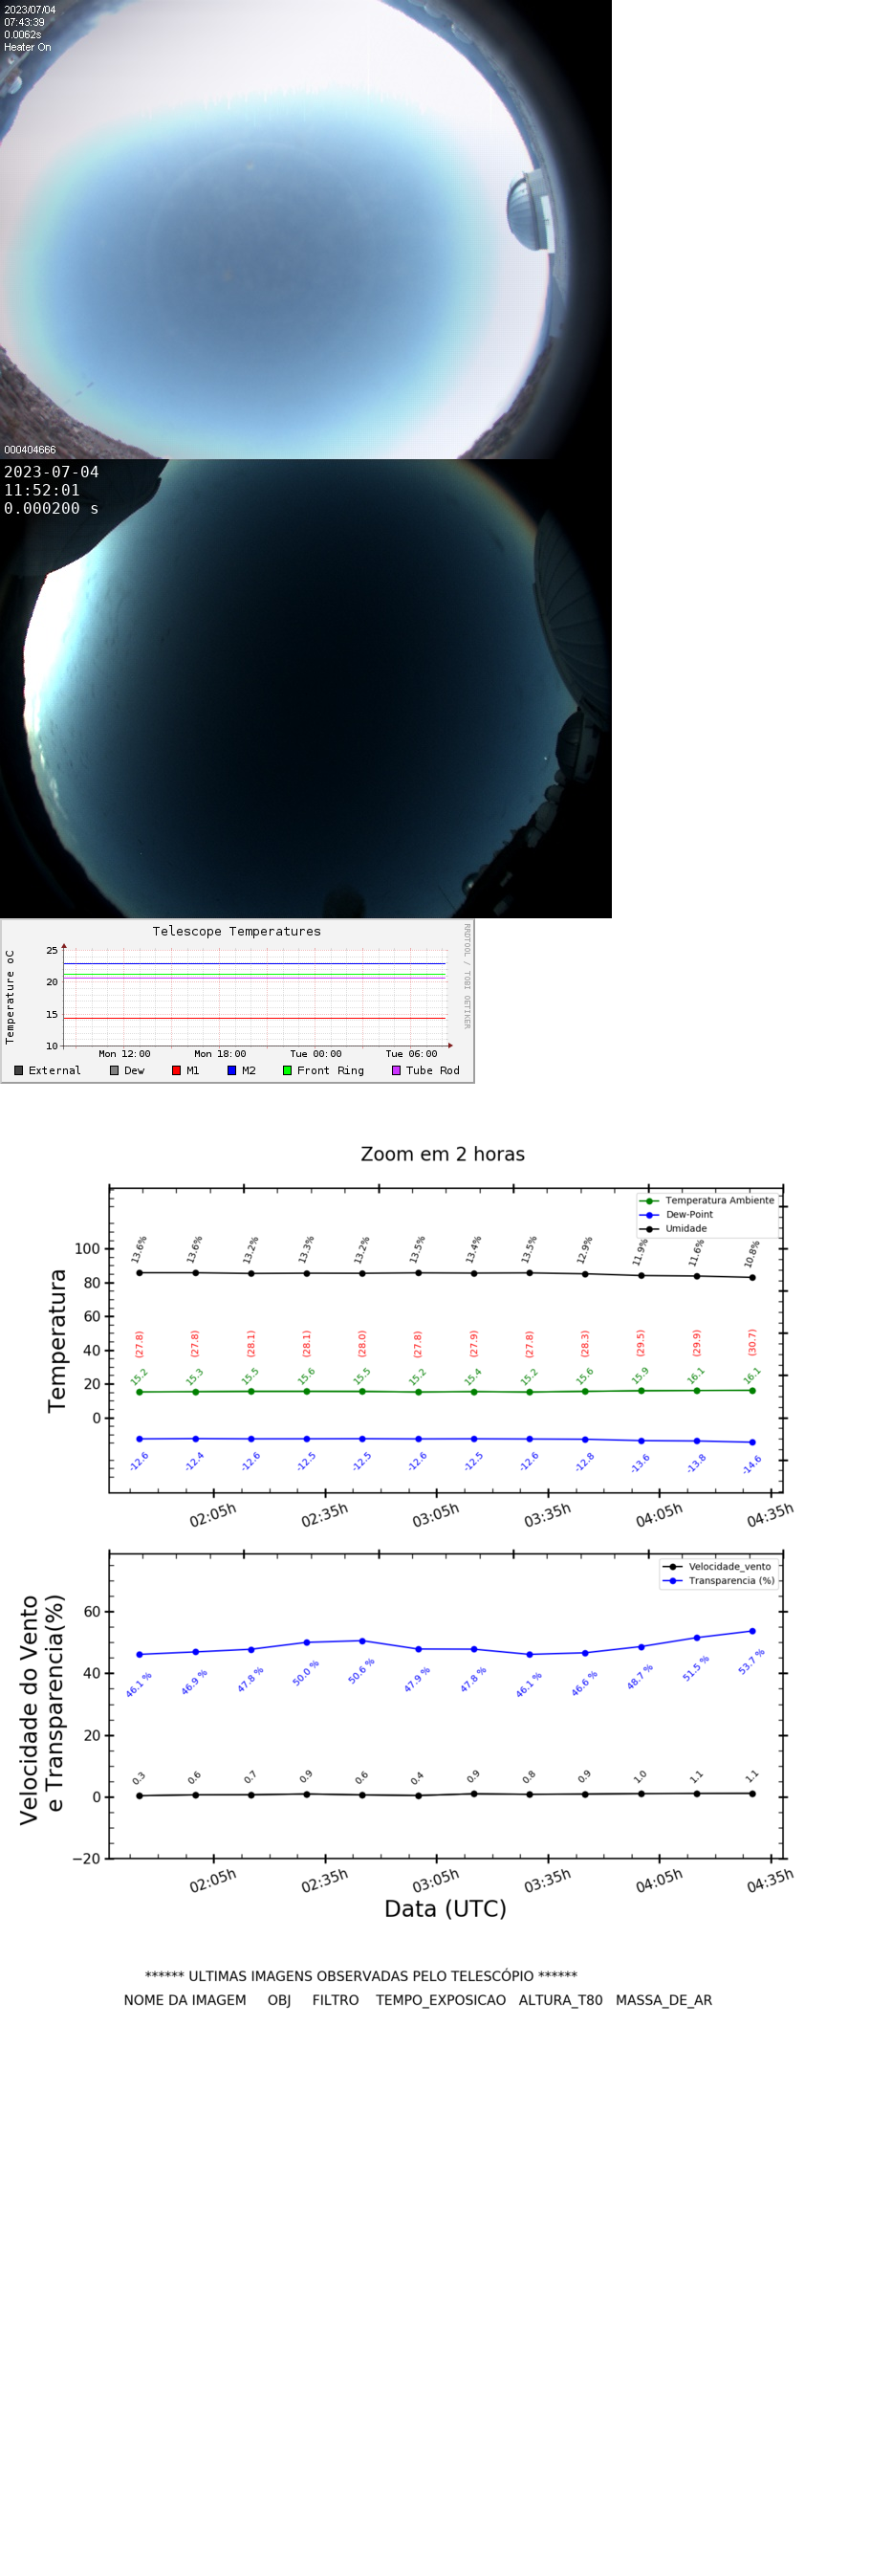 2023/07/04
07:43:39
0.0062s
Heater On
000404666
2023-07-04
11:52:01
0.000200 s
Telescope Temperatures
RRDTOOL / TOBI OETIKER
Temperature oC
25
20
15
10
Mon 12:00 Mon 18:00 Tue 00:00 Tue 06:00
External Dew M1 M2 Front Ring Tube Rod
Zoom em 2 horas
Temperatura Ambiente
Dew-Point
Umidade
Temperatura
100
80
60
40
20
0
13.6% 13.6% 13.2% 13.3% 13.2% 13.5% 13.4% 13.5% 12.9% 11.9% 11.6% 10.8%
(27.8) (27.8) (28.1) (28.1) (28.0) (27.8) (27.9) (27.8) (28.3) (29.5) (29.9) (30.7)
15.2 15.3 15.5 15.6 15.5 15.2 15.4 15.2 15.6 15.9 16.1 16.1
-12.6 -12.4 -12.6 -12.5 -12.5 -12.6 -12.5 -12.6 -12.8 -13.6 -13.8 -14.6
02:05h 02:35h 03:05h 03:35h 04:05h 04:35h
Velocidade_vento
Transparencia (%)
Velocidade do Vento
e Transparencia(%)
60
40
20
0
−20
46.1 % 46.9 % 47.8 % 50.0 % 50.6 % 47.9 % 47.8 % 46.1 % 46.6 % 48.7 % 51.5 % 53.7 %
0.3 0.6 0.7 0.9 0.6 0.4 0.9 0.8 0.9 1.0 1.1 1.1
02:05h 02:35h 03:05h 03:35h 04:05h 04:35h
Data (UTC)
****** ULTIMAS IMAGENS OBSERVADAS PELO TELESCÓPIO ******
NOME DA IMAGEM OBJ FILTRO TEMPO_EXPOSICAO ALTURA_T80 MASSA_DE_AR